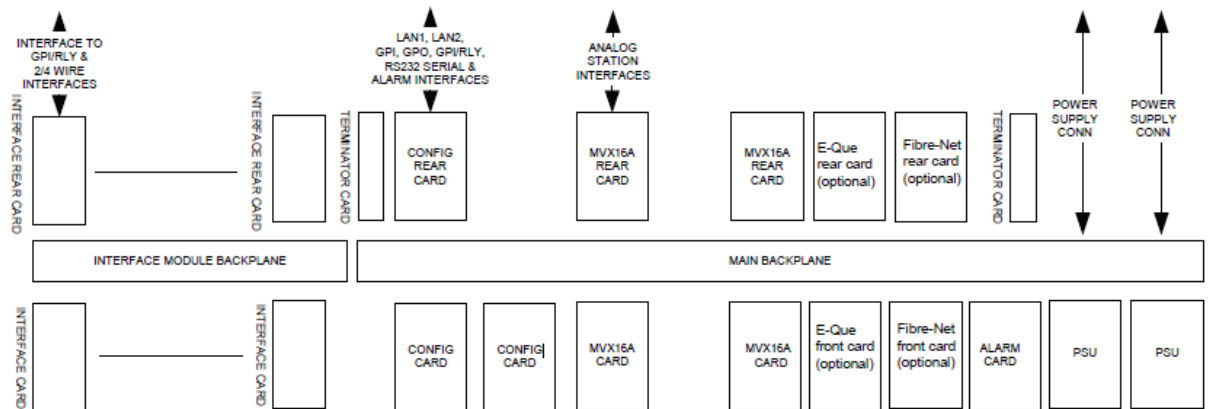 INTERFACE TO
GPI/RLY &
2/4 WIRE
INTERFACES
LAN1, LAN2,
GPI, GPO, GPI/RLY,
RS232 SERIAL &
ALARM INTERFACES
ANALOG
STATION
INTERFACES
POWER
SUPPLY
CONN
POWER
SUPPLY
CONN
INTERFACE REAR CARD
INTERFACE REAR CARD
TERMINATOR CARD
CONFIG
REAR
CARD
MVX16A
REAR
CARD
MVX16A
REAR
CARD
E-Que
rear card
(optional)
Fibre-Net
rear card
(optional)
TERMINATOR CARD
INTERFACE MODULE BACKPLANE
MAIN BACKPLANE
INTERFACE CARD
INTERFACE CARD
CONFIG
CARD
CONFIG
CARD
MVX16A
CARD
MVX16A
CARD
E-Que
front card
(optional)
Fibre-Net
front card
(optional)
ALARM
CARD
PSU
PSU